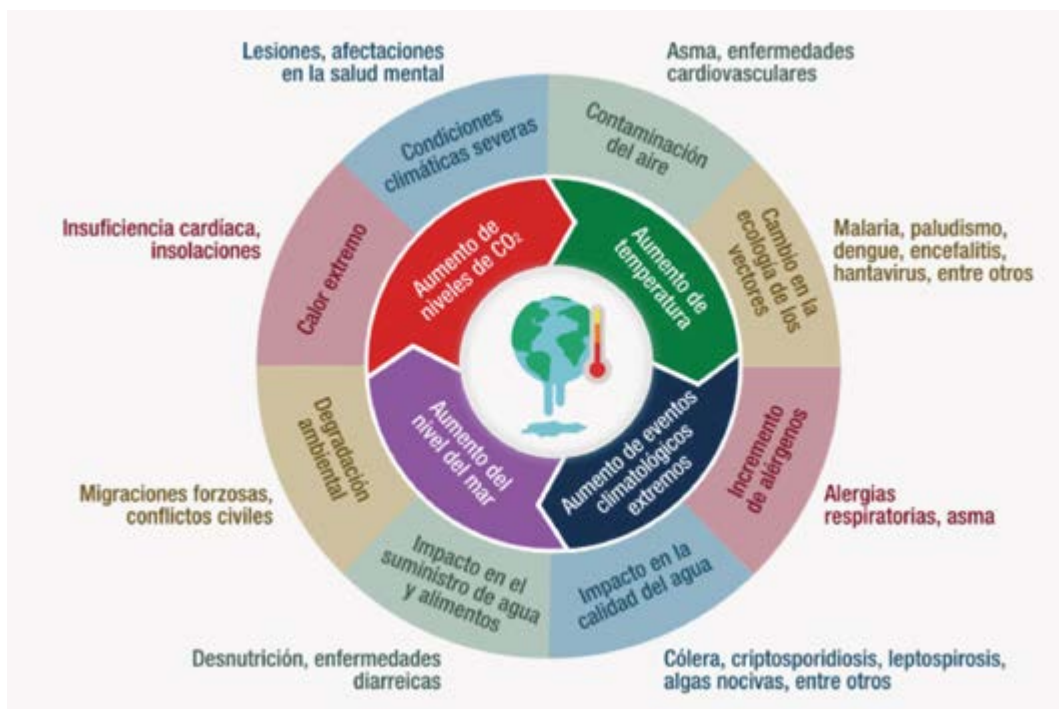 Lesiones, afectaciones
en la salud mental
Asma, enfermedades
cardiovasculares
Condiciones
climáticas severas
Contaminación
del aire
Insuficiencia cardíaca,
insolaciones
Calor extremo
Aumento de
niveles de CO₂
Aumento de
temperatura
Cambio en la
ecología de los
vectores
Malaria, paludismo,
dengue, encefalitis,
hantavirus, entre otros
Degradación
ambiental
Aumento del
nivel del mar
Aumento de eventos
climatológicos
extremos
Incremento
de alérgenos
Migraciones forzosas,
conflictos civiles
Alergias
respiratorias, asma
Impacto en el
suministro de agua
y alimentos
Impacto en la
calidad del agua
Desnutrición, enfermedades
diarreicas
Cólera, criptosporidiosis, leptospirosis,
algas nocivas, entre otros